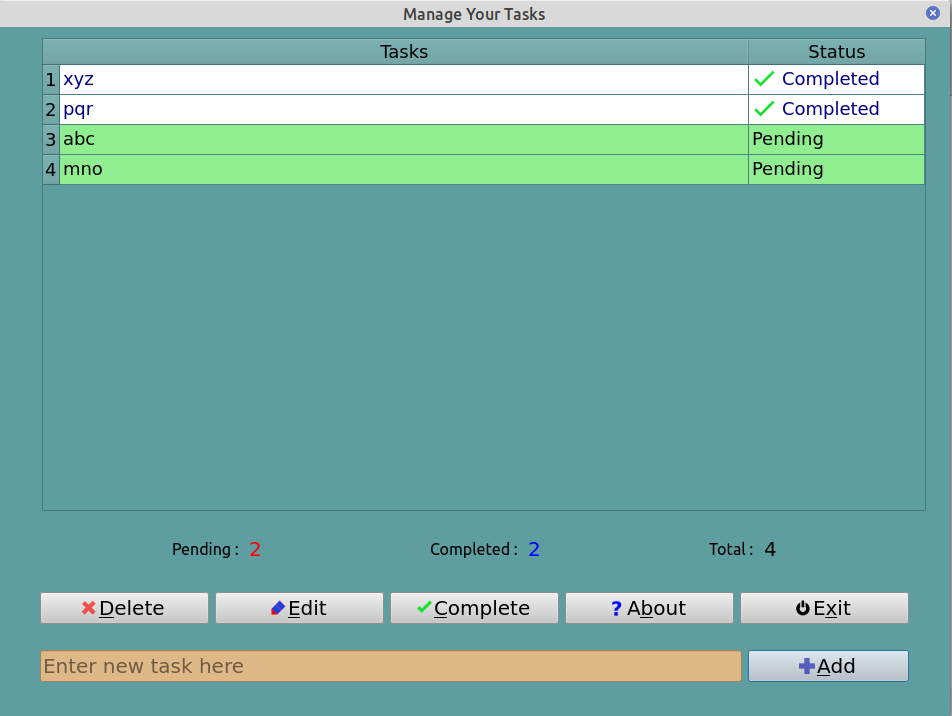 Manage Your Tasks
Tasks Status
1 xyz Completed
2 pqr Completed
3 abc Pending
4 mno Pending
Pending : 2 Completed : 2 Total : 4
Delete Edit Complete ? About Exit
Enter new task here Add